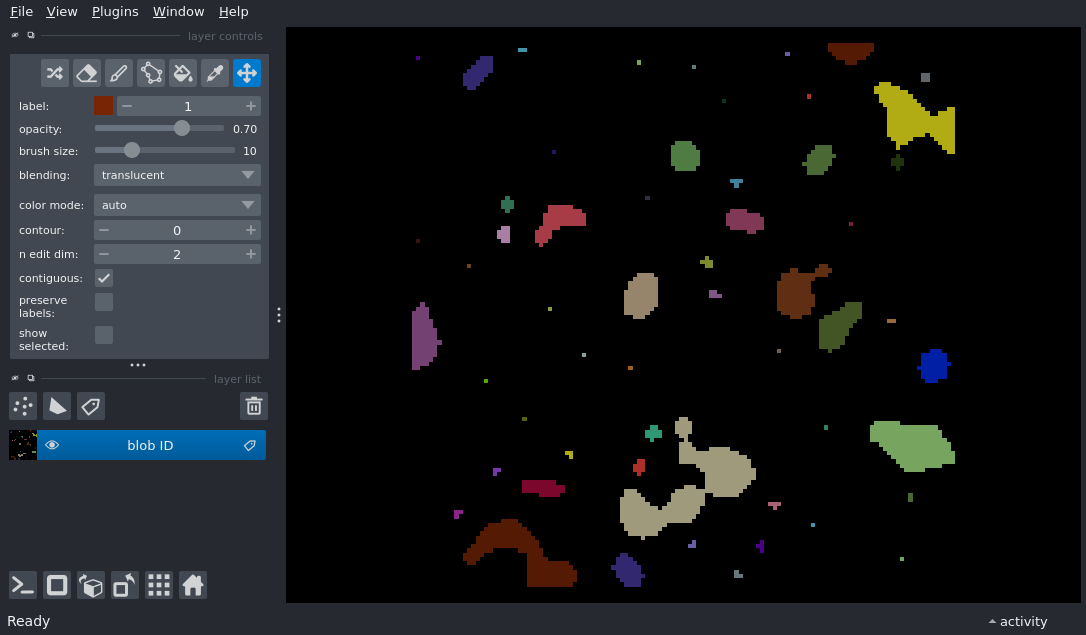 File View Plugins Window Help
layer controls
label: 1
opacity: 0.70
brush size: 10
blending: translucent
color mode: auto
contour: 0
n edit dim: 2
contiguous:
preserve
labels:
show
selected:
layer list
blob ID
Ready activity